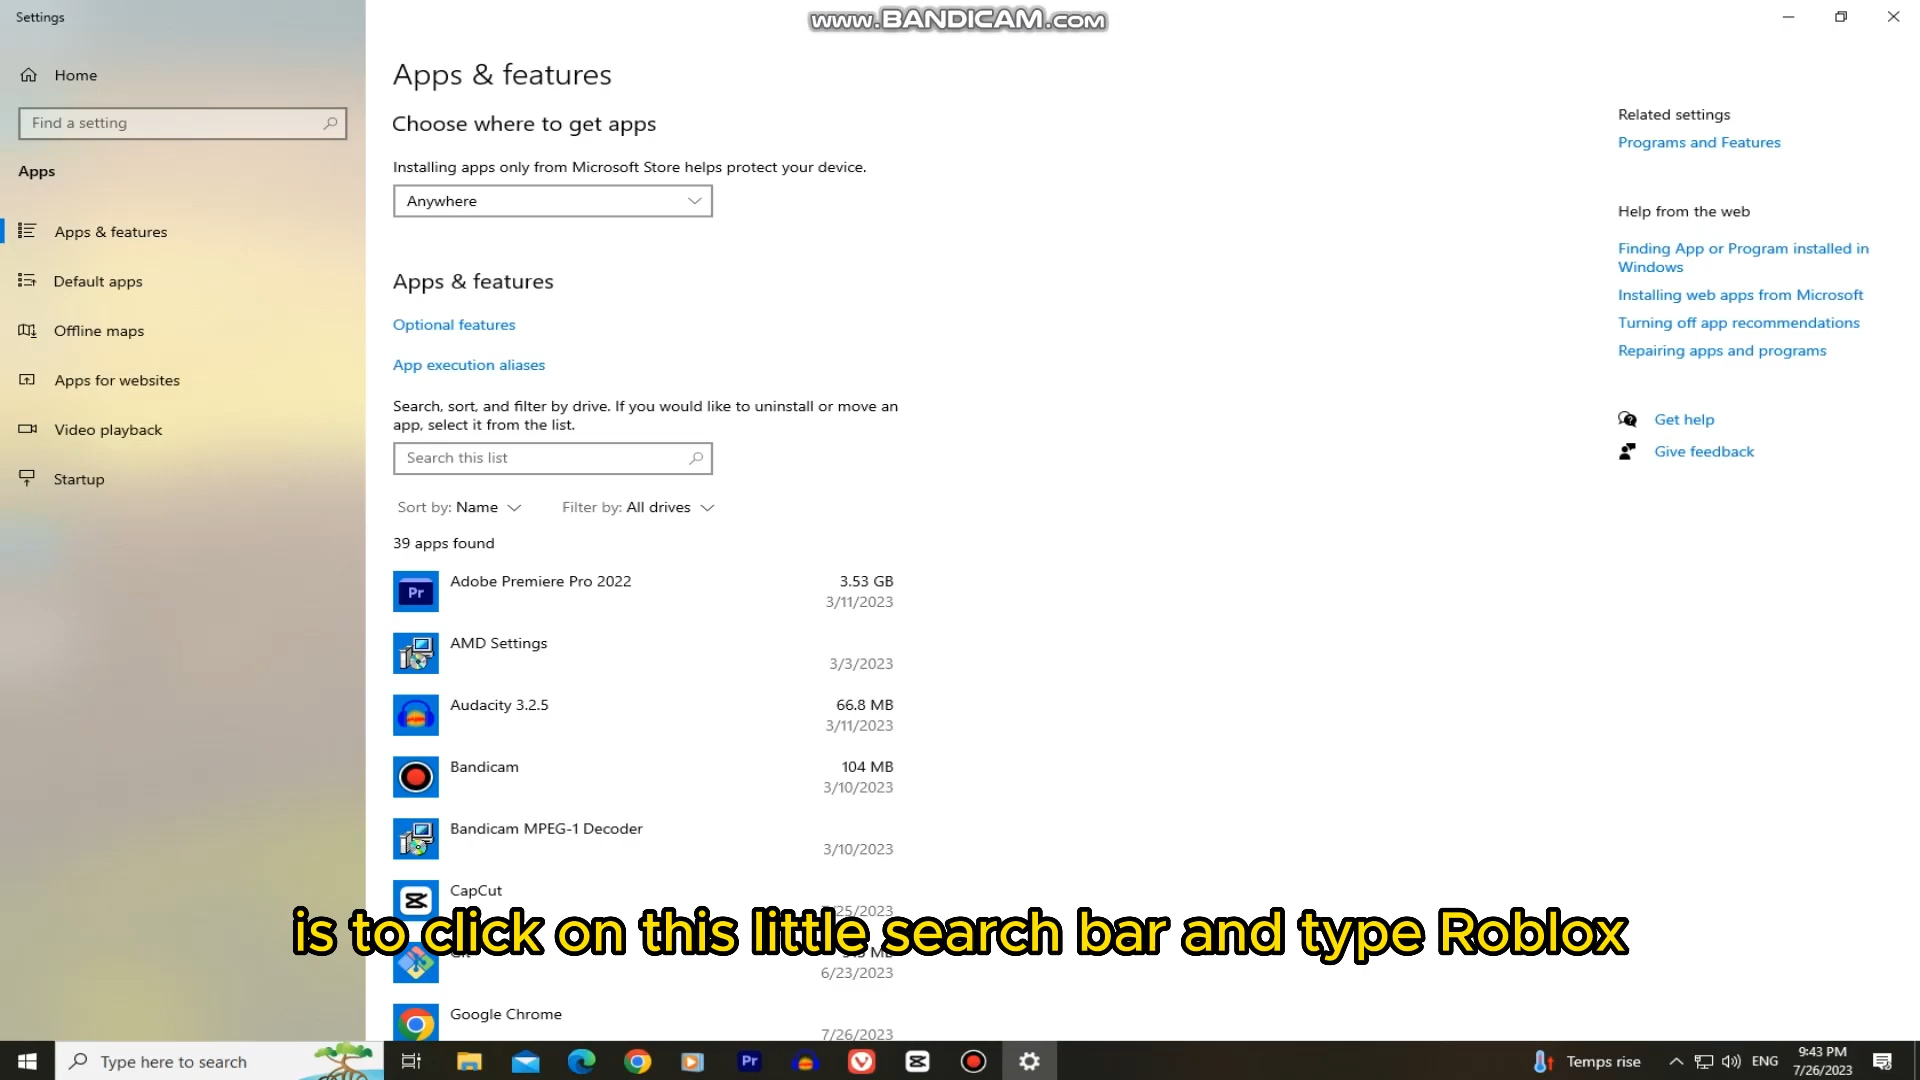 Settings
www.BANDICAM.com
Home
Find a setting
Apps
Apps & features
Default apps
Offline maps
Apps for websites
Video playback
Startup
Apps & features
Choose where to get apps
Installing apps only from Microsoft Store helps protect your device.
Anywhere
Apps & features
Optional features
App execution aliases
Search, sort, and filter by drive. If you would like to uninstall or move an
app, select it from the list.
Search this list
Sort by: Name
Filter by: All drives
39 apps found
Adobe Premiere Pro 2022
3.53 GB
3/11/2023
AMD Settings
3/3/2023
Audacity 3.2.5
66.8 MB
3/11/2023
Bandicam
104 MB
3/10/2023
Bandicam MPEG-1 Decoder
3/10/2023
CapCut
is to click on this little search bar and type Roblox
6/23/2023
Google Chrome
7/26/2023
Related settings
Programs and Features
Help from the web
Finding App or Program installed in
Windows
Installing web apps from Microsoft
Turning off app recommendations
Repairing apps and programs
Get help
Give feedback
Type here to search
Pr
Temps rise
ENG
9:43 PM
7/26/2023